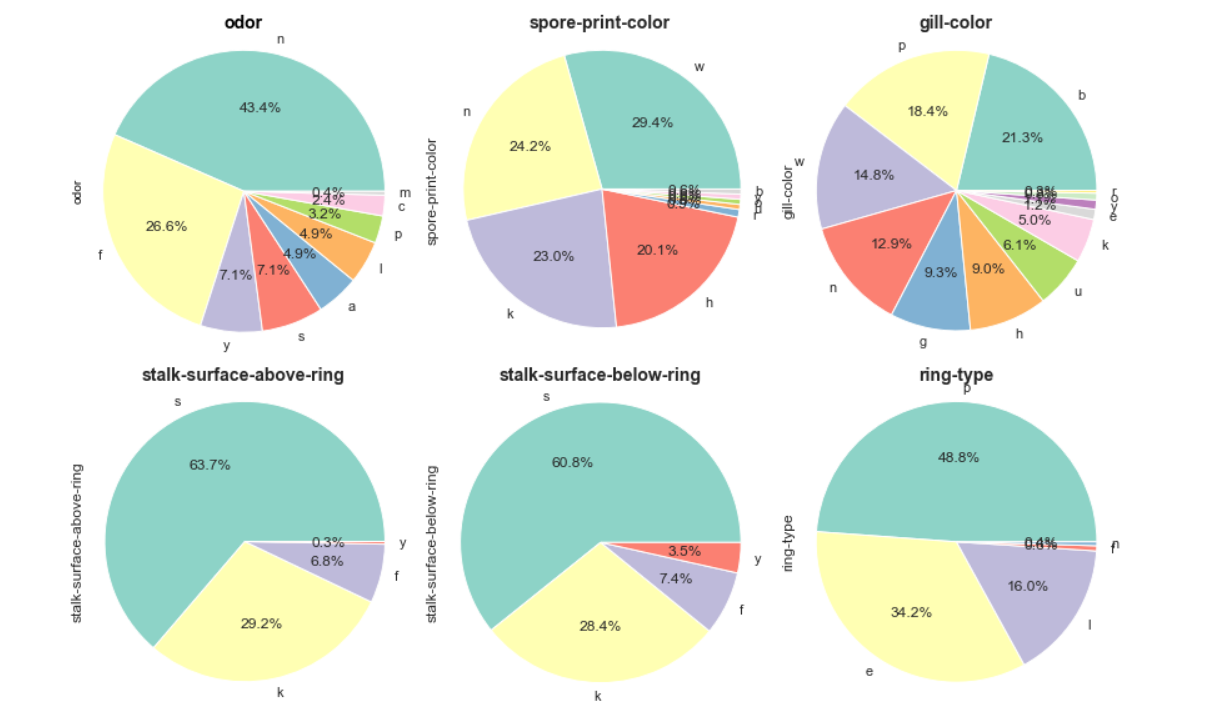 odor
n
43.4%
26.6%
f
7.1%
y
7.1%
s
4.9%
a
4.9%
l
3.2%
p
2.4%
c
0.4%
m
odor
spore-print-color
w
29.4%
n
24.2%
23.0%
k
20.1%
h
0.6%
b
r
spore-print-color
gill-color
b
21.3%
p
18.4%
w
14.8%
12.9%
n
9.3%
g
9.0%
h
6.1%
u
5.0%
k
1.2%
e
y
o
r
gill-color
stalk-surface-above-ring
s
63.7%
29.2%
k
6.8%
f
0.3%
y
stalk-surface-above-ring
stalk-surface-below-ring
s
60.8%
28.4%
k
7.4%
f
3.5%
y
stalk-surface-below-ring
ring-type
p
48.8%
34.2%
e
16.0%
l
0.4%
n
f
ring-type